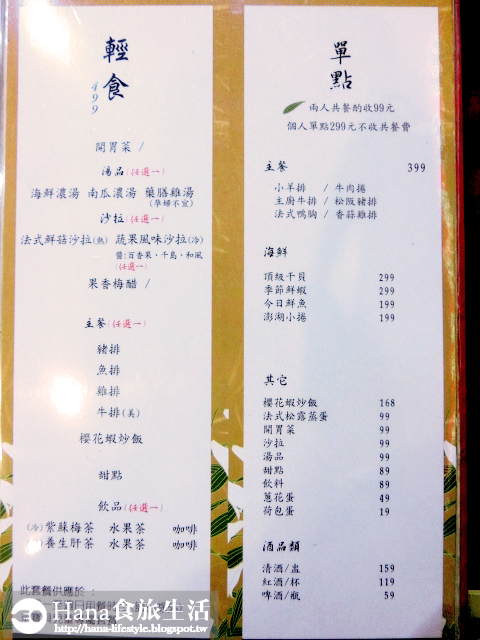 輕食
499
開胃菜 /
湯品(任選一)
海鮮濃湯 南瓜濃湯 藥膳雞湯
(孕婦不宜)
沙拉(任選一)
法式鮮菇沙拉(熱) 蔬果風味沙拉(冷)
醬:百香果、千島、和風
(任選一)
果香梅醋 /
主餐(任選一)
豬排
魚排
雞排
牛排(美)
櫻花蝦炒飯
甜點
飲品(任選一)
(冷)紫蘇梅茶 水果茶 咖啡
養生肝茶 水果茶 咖啡
此套餐供應於:
單點
兩人共餐酌收99元
個人單點299元不收共餐費
主餐 399
小羊排 / 牛肉捲
主廚牛排 / 松阪豬排
法式鴨胸 / 香蒜雞排
海鮮
頂級干貝 299
季節鮮蝦 299
今日鮮魚 199
澎湖小捲 199
其它
櫻花蝦炒飯 168
法式松露蒸蛋 99
開胃菜 99
沙拉 99
湯品 99
甜點 89
飲料 89
蔥花蛋 49
荷包蛋 19
酒品類
清酒/盅 159
紅酒/杯 119
啤酒/瓶 59
Hana食旅生活
http://hana-lifestyle.blogspot.tw